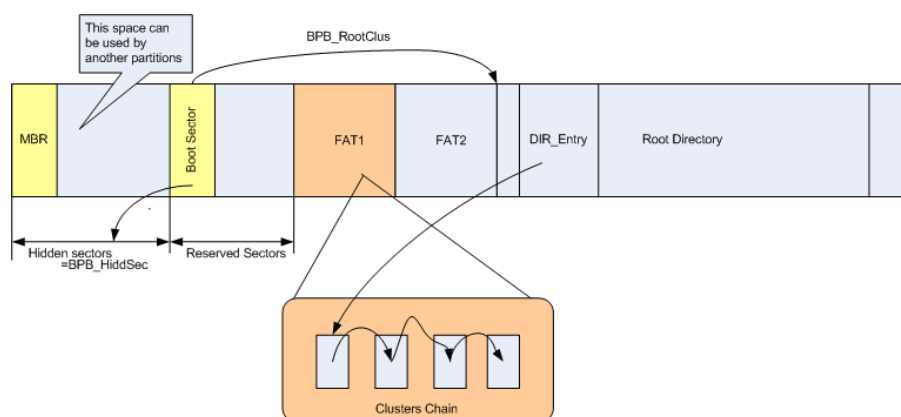 This space can
be used by
another partitions
BPB_RootClus
MBR
Boot Sector
FAT1
FAT2
DIR_Entry
Root Directory
Hidden sectors
=BPB_HiddSec
Reserved Sectors
Clusters Chain